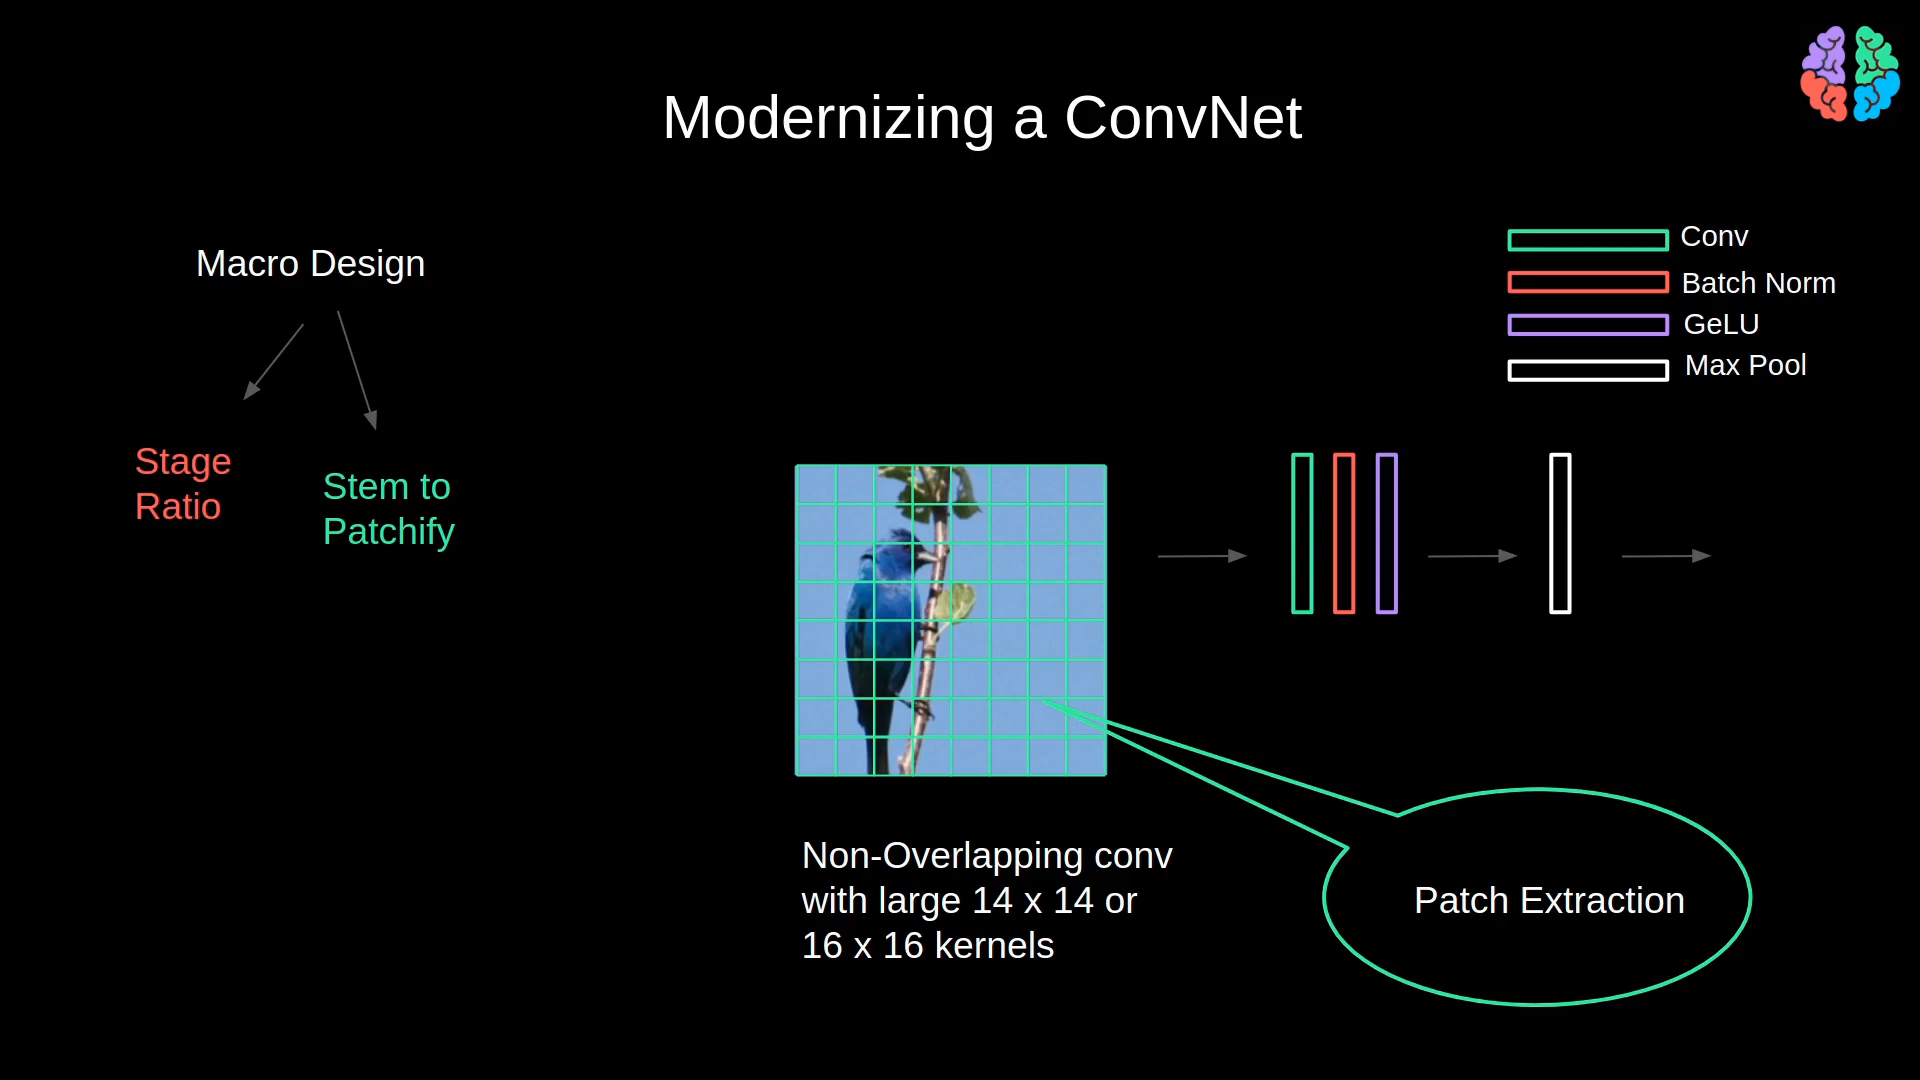 Modernizing a ConvNet
Macro Design
Stage
Ratio
Stem to
Patchify
Conv
Batch Norm
GeLU
Max Pool
Non-Overlapping conv
with large 14 x 14 or
16 x 16 kernels
Patch Extraction